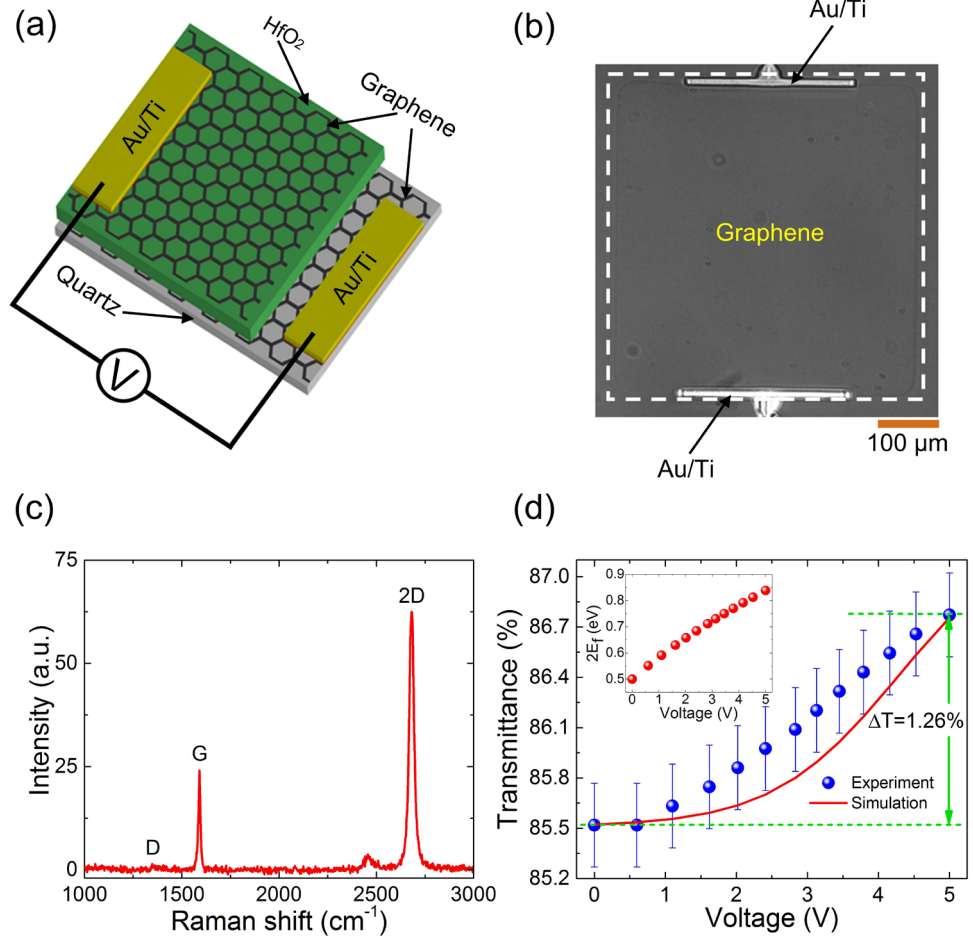 (a)
HfO₂
Graphene
Au/Ti
Au/Ti
Quartz
V
(b)
Au/Ti
Graphene
Au/Ti
100 μm
(c)
75
50
25
0
Intensity (a.u.)
D
G
2D
1000 1500 2000 2500 3000
Raman shift (cm⁻¹)
(d)
87.0
86.7
86.4
86.1
85.8
85.5
85.2
Transmittance (%)
0.9
0.8
0.7
0.6
0.5
2E_f (eV)
0 1 2 3 4 5
Voltage (V)
ΔT=1.26%
Experiment
Simulation
0 1 2 3 4 5
Voltage (V)